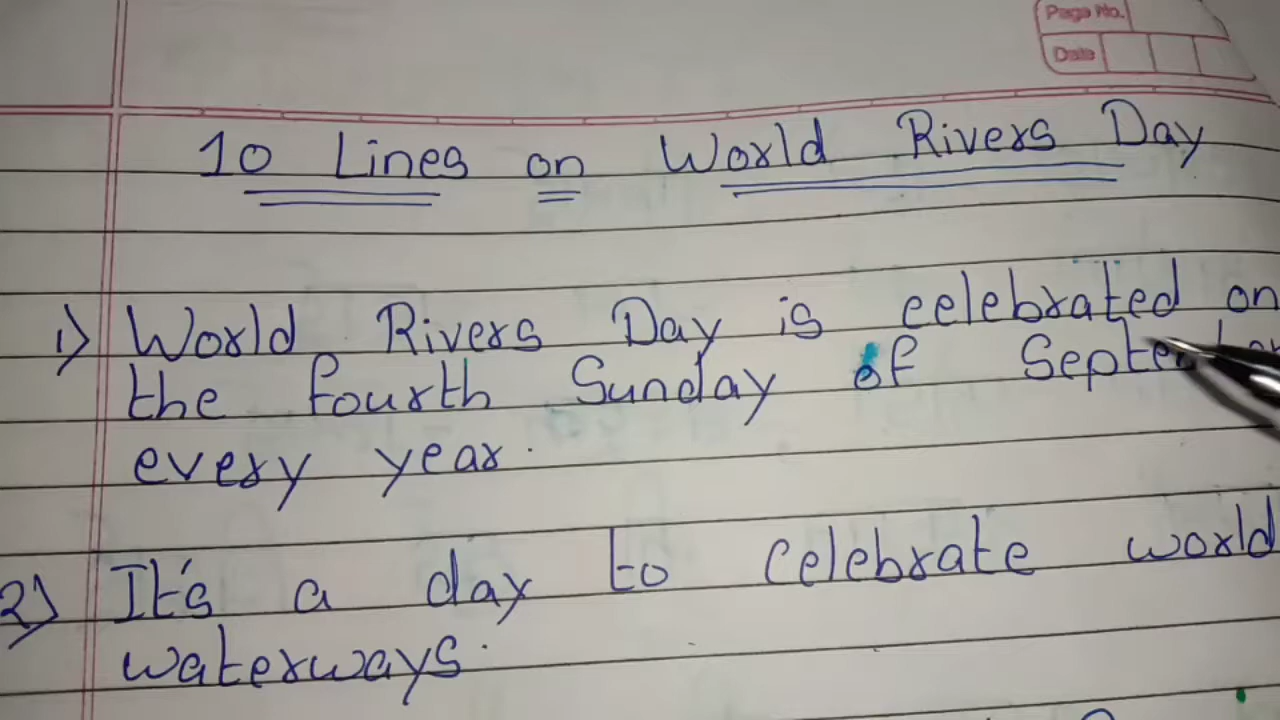 Page No.
Date
10 Lines on World Rivers Day
1) World Rivers Day is celebrated on
the fourth Sunday of
every year.
2) It's a day to celebrate world
waterways.